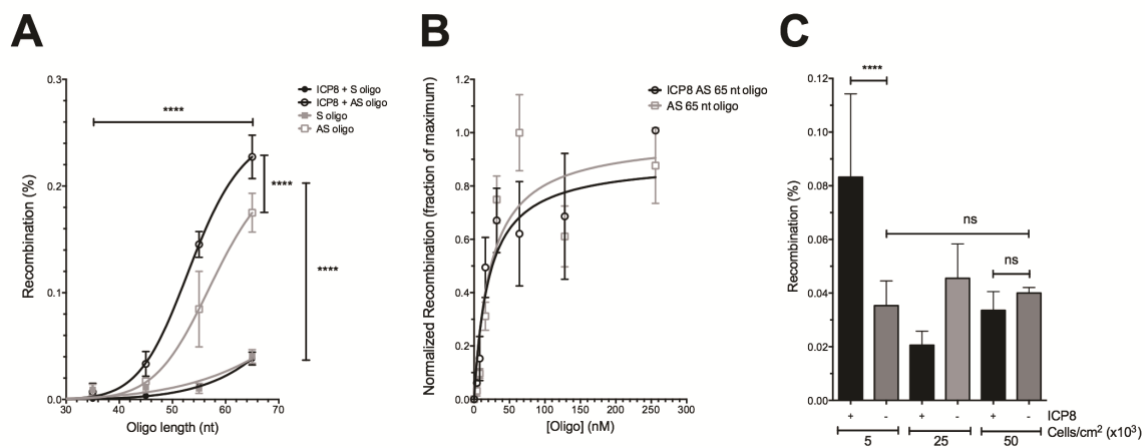 A
B
C
0.3
0.2
0.1
0.0
30
40
50
60
70
Recombination (%)
Oligo length (nt)
****
****
****
ICP8 + S oligo
ICP8 + AS oligo
S oligo
AS oligo
1.2
1.0
0.8
0.6
0.4
0.2
0.0
0
50
100
150
200
250
300
Normalized Recombination (fraction of maximum)
[Oligo] (nM)
ICP8 AS 65 nt oligo
AS 65 nt oligo
0.12
0.10
0.08
0.06
0.04
0.02
0.00
Recombination (%)
****
ns
ns
+ - + - + - ICP8
5 25 50 Cells/cm² (x10³)